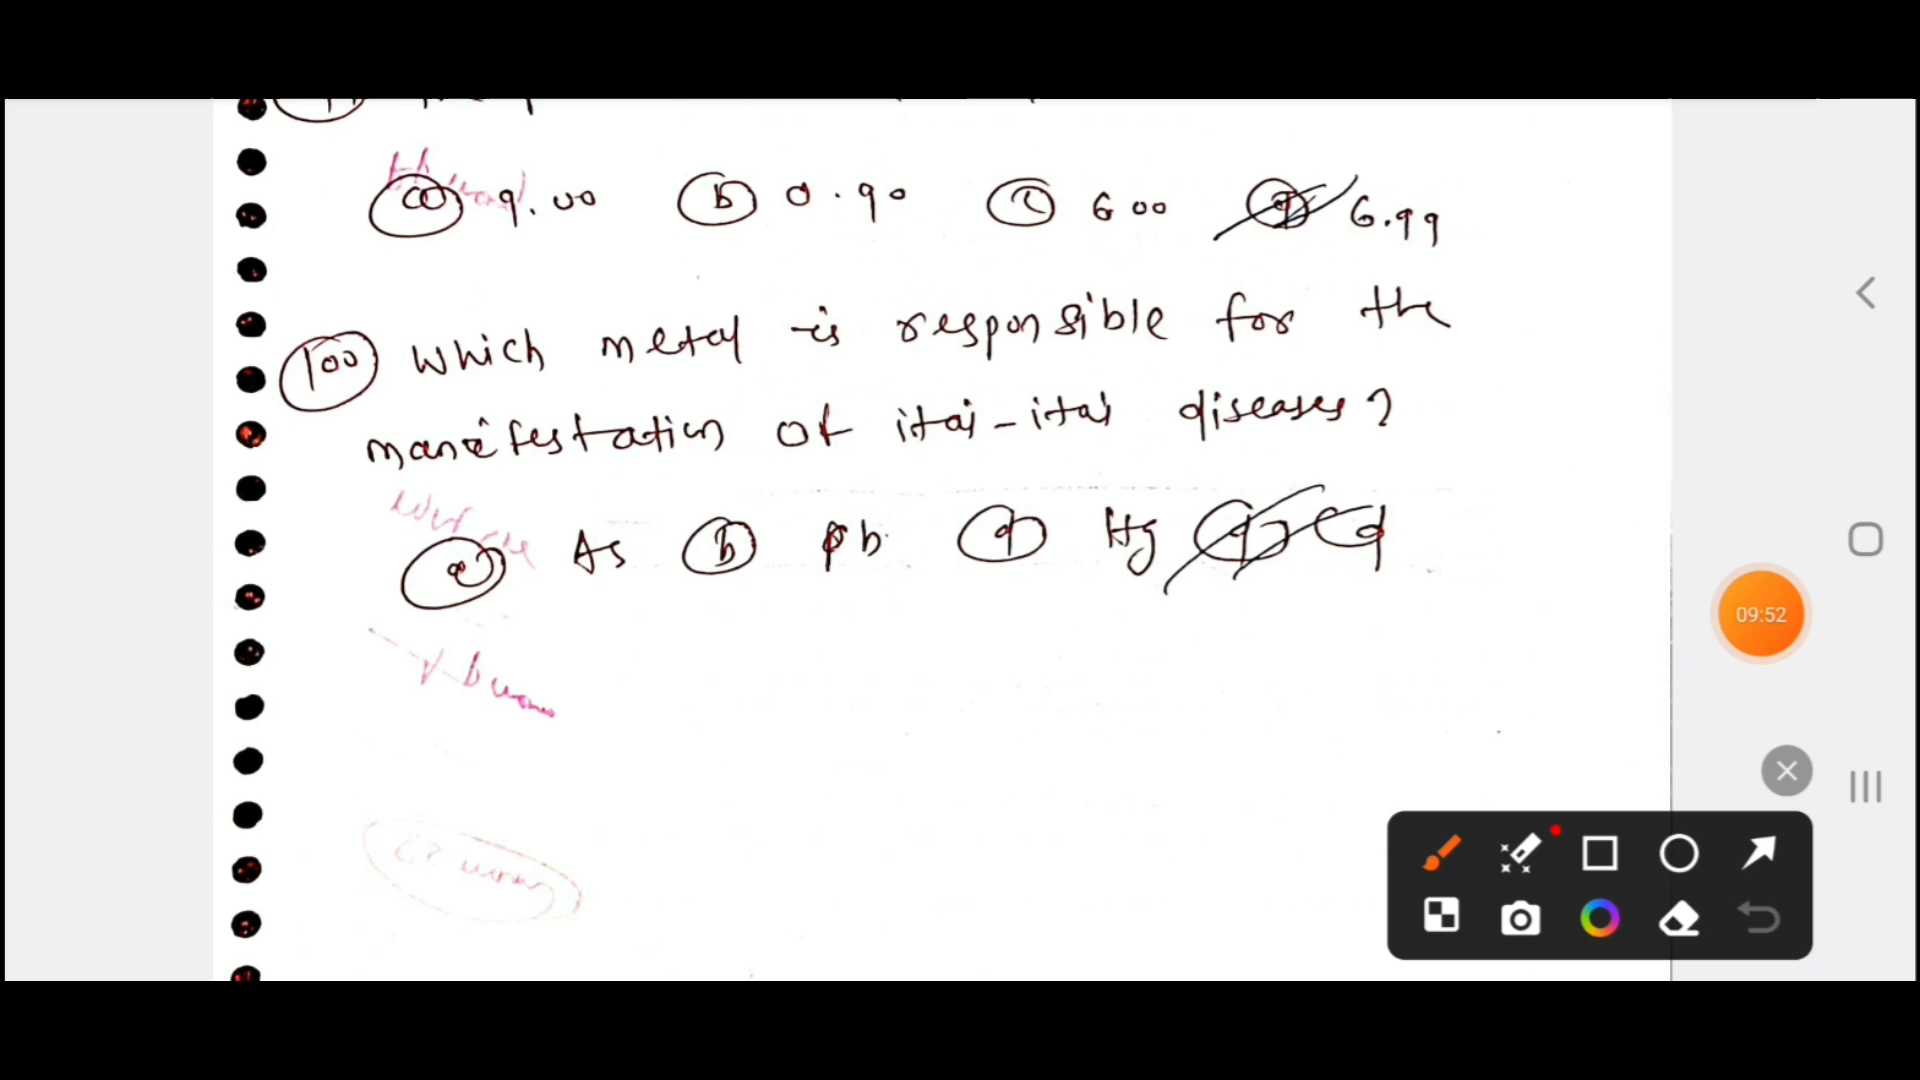 (a) 9.00 (b) 0.90 (c) 6.00 (d) 6.99
(100) Which metal is responsible for the
manifestation of itai-itai diseases?
(a) As (b) pb (d) Hg (d) Cd
09:52